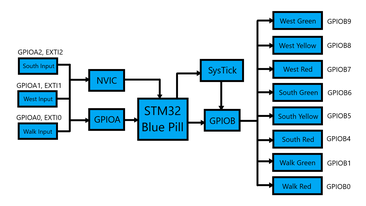 GPIOA2, EXTI2
South Input
GPIOA1, EXTI1
West Input
GPIOA0, EXTI0
Walk Input
NVIC
GPIOA
STM32
Blue Pill
SysTick
GPIOB
West Green GPIOB9
West Yellow GPIOB8
West Red GPIOB7
South Green GPIOB6
South Yellow GPIOB5
South Red GPIOB4
Walk Green GPIOB1
Walk Red GPIOB0